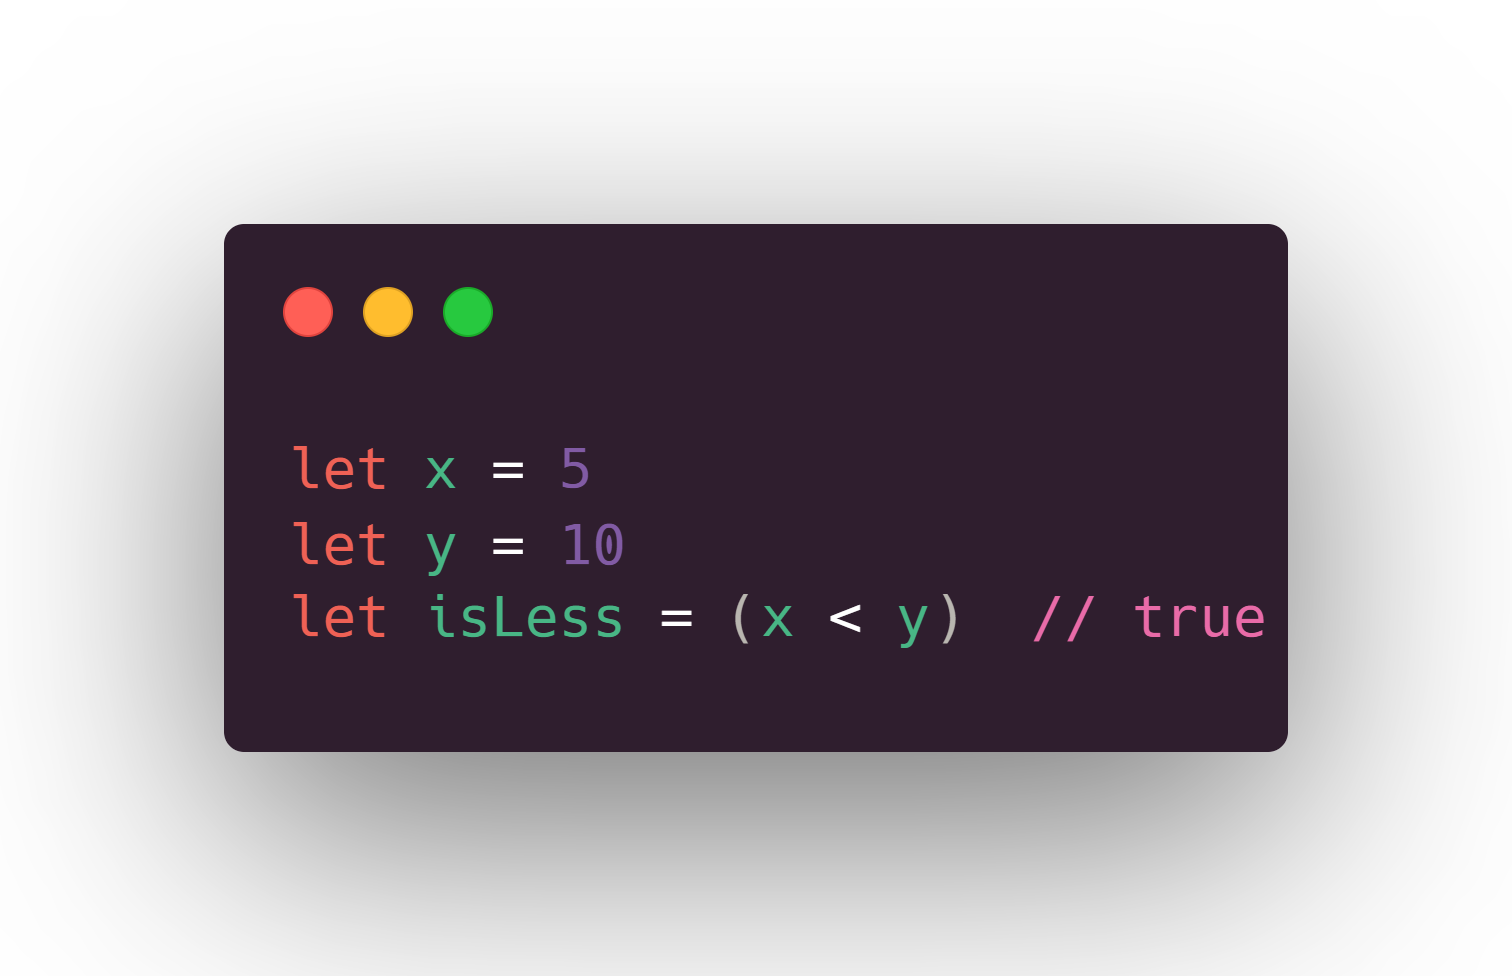 let x = 5
let y = 10
let isLess = (x < y)  // true